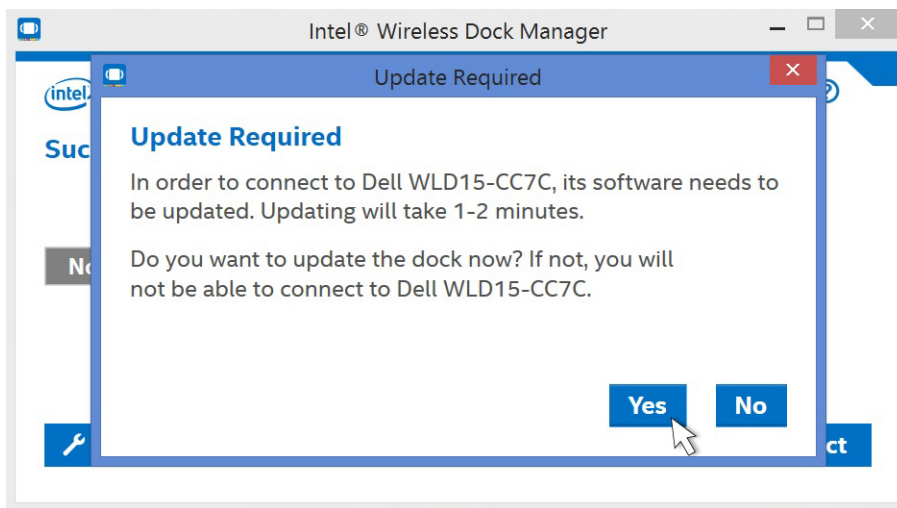 Intel® Wireless Dock Manager
Update Required
intel
Update Required
In order to connect to Dell WLD15-CC7C, its software needs to
be updated. Updating will take 1-2 minutes.
Do you want to update the dock now? If not, you will
not be able to connect to Dell WLD15-CC7C.
Yes No